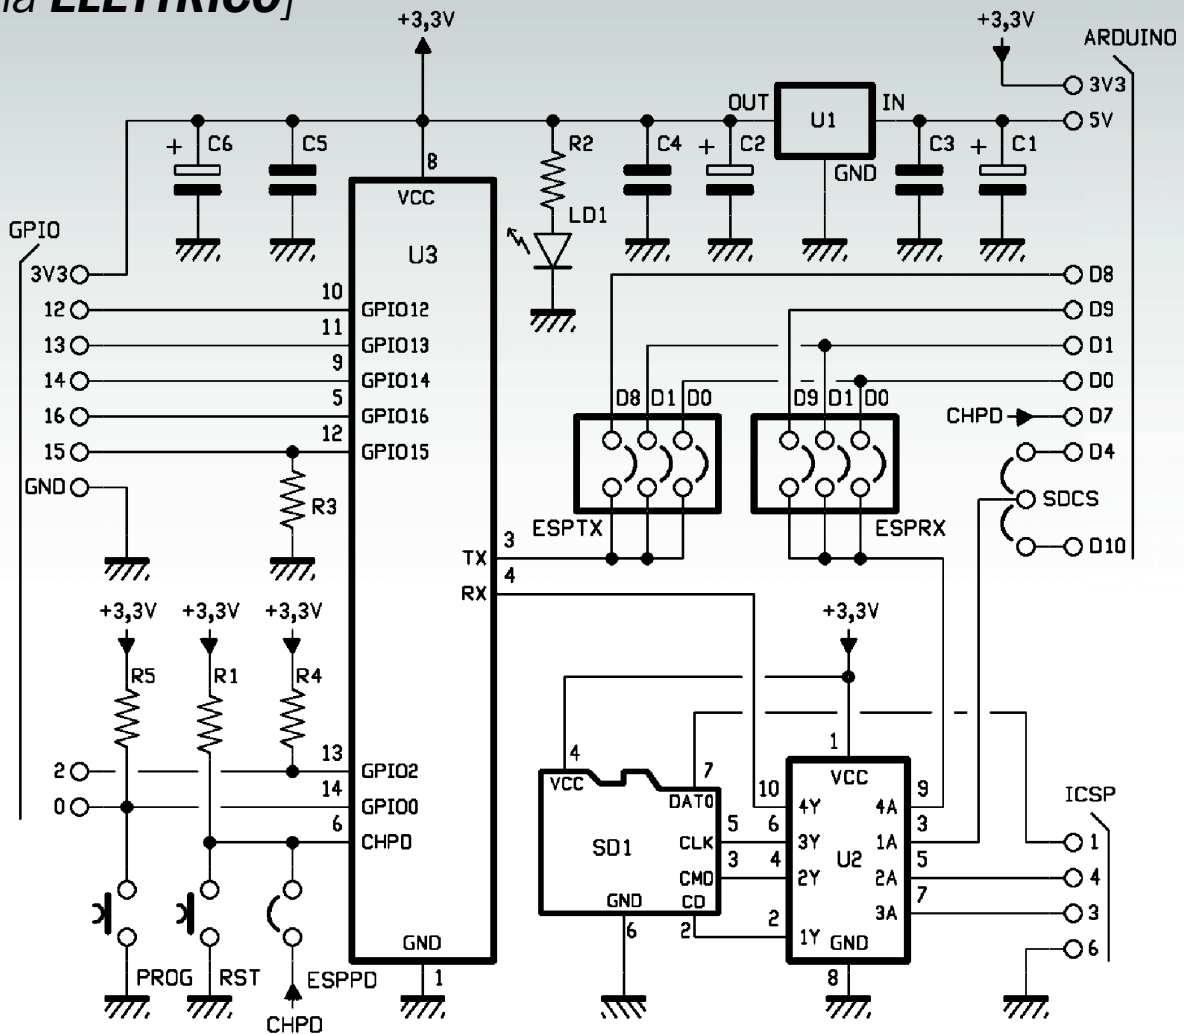 ma ELETTRICO]
+3,3V
+3,3V
ARDUINO
3V3
OUT
U1
IN
5V
+
C6
C5
R2
C4
+
C2
C3
+
C1
8
GND
VCC
LD1
GPIO
U3
3V3
D8
10
12
GPIO12
D9
11
13
GPIO13
D1
9
14
GPIO14
D0
5
D8 D1 D0
D9 D1 D0
16
GPIO16
CHPD
D7
12
15
GPIO15
D4
GND
SDCS
R3
ESPTX
ESPRX
3
TX
D10
4
RX
+3,3V
+3,3V
+3,3V
+3,3V
R5
R1
R4
13
4
1
2
GPIO2
VCC
7
VCC
14
DAT0
10
9
ICSP
0
GPIO0
4Y
4A
6
5
6
3
CHPD
SD1
CLK
3Y
U2
1A
1
3
4
5
CMD
2Y
2A
4
GND
CD
7
3A
3
2
GND
6
2
1Y
GND
6
PROG
RST
ESPPD
1
8
CHPD